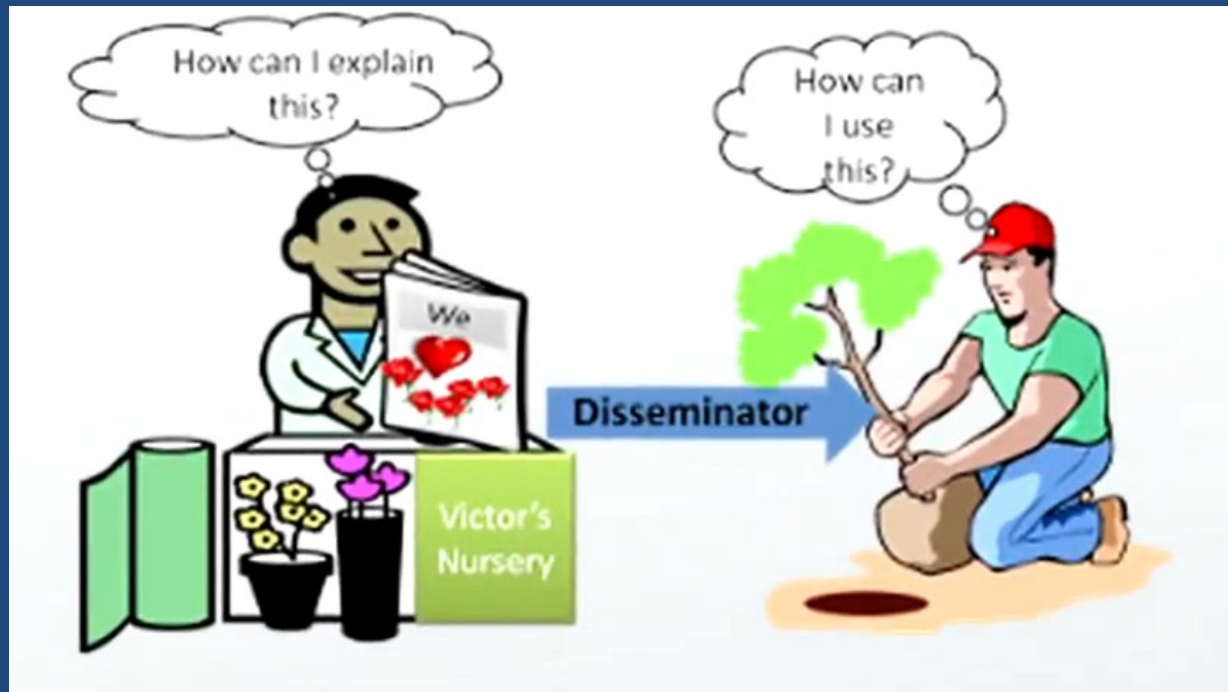 How can I explain
this?
How can
I use
this?
We
Disseminator
Victor's
Nursery